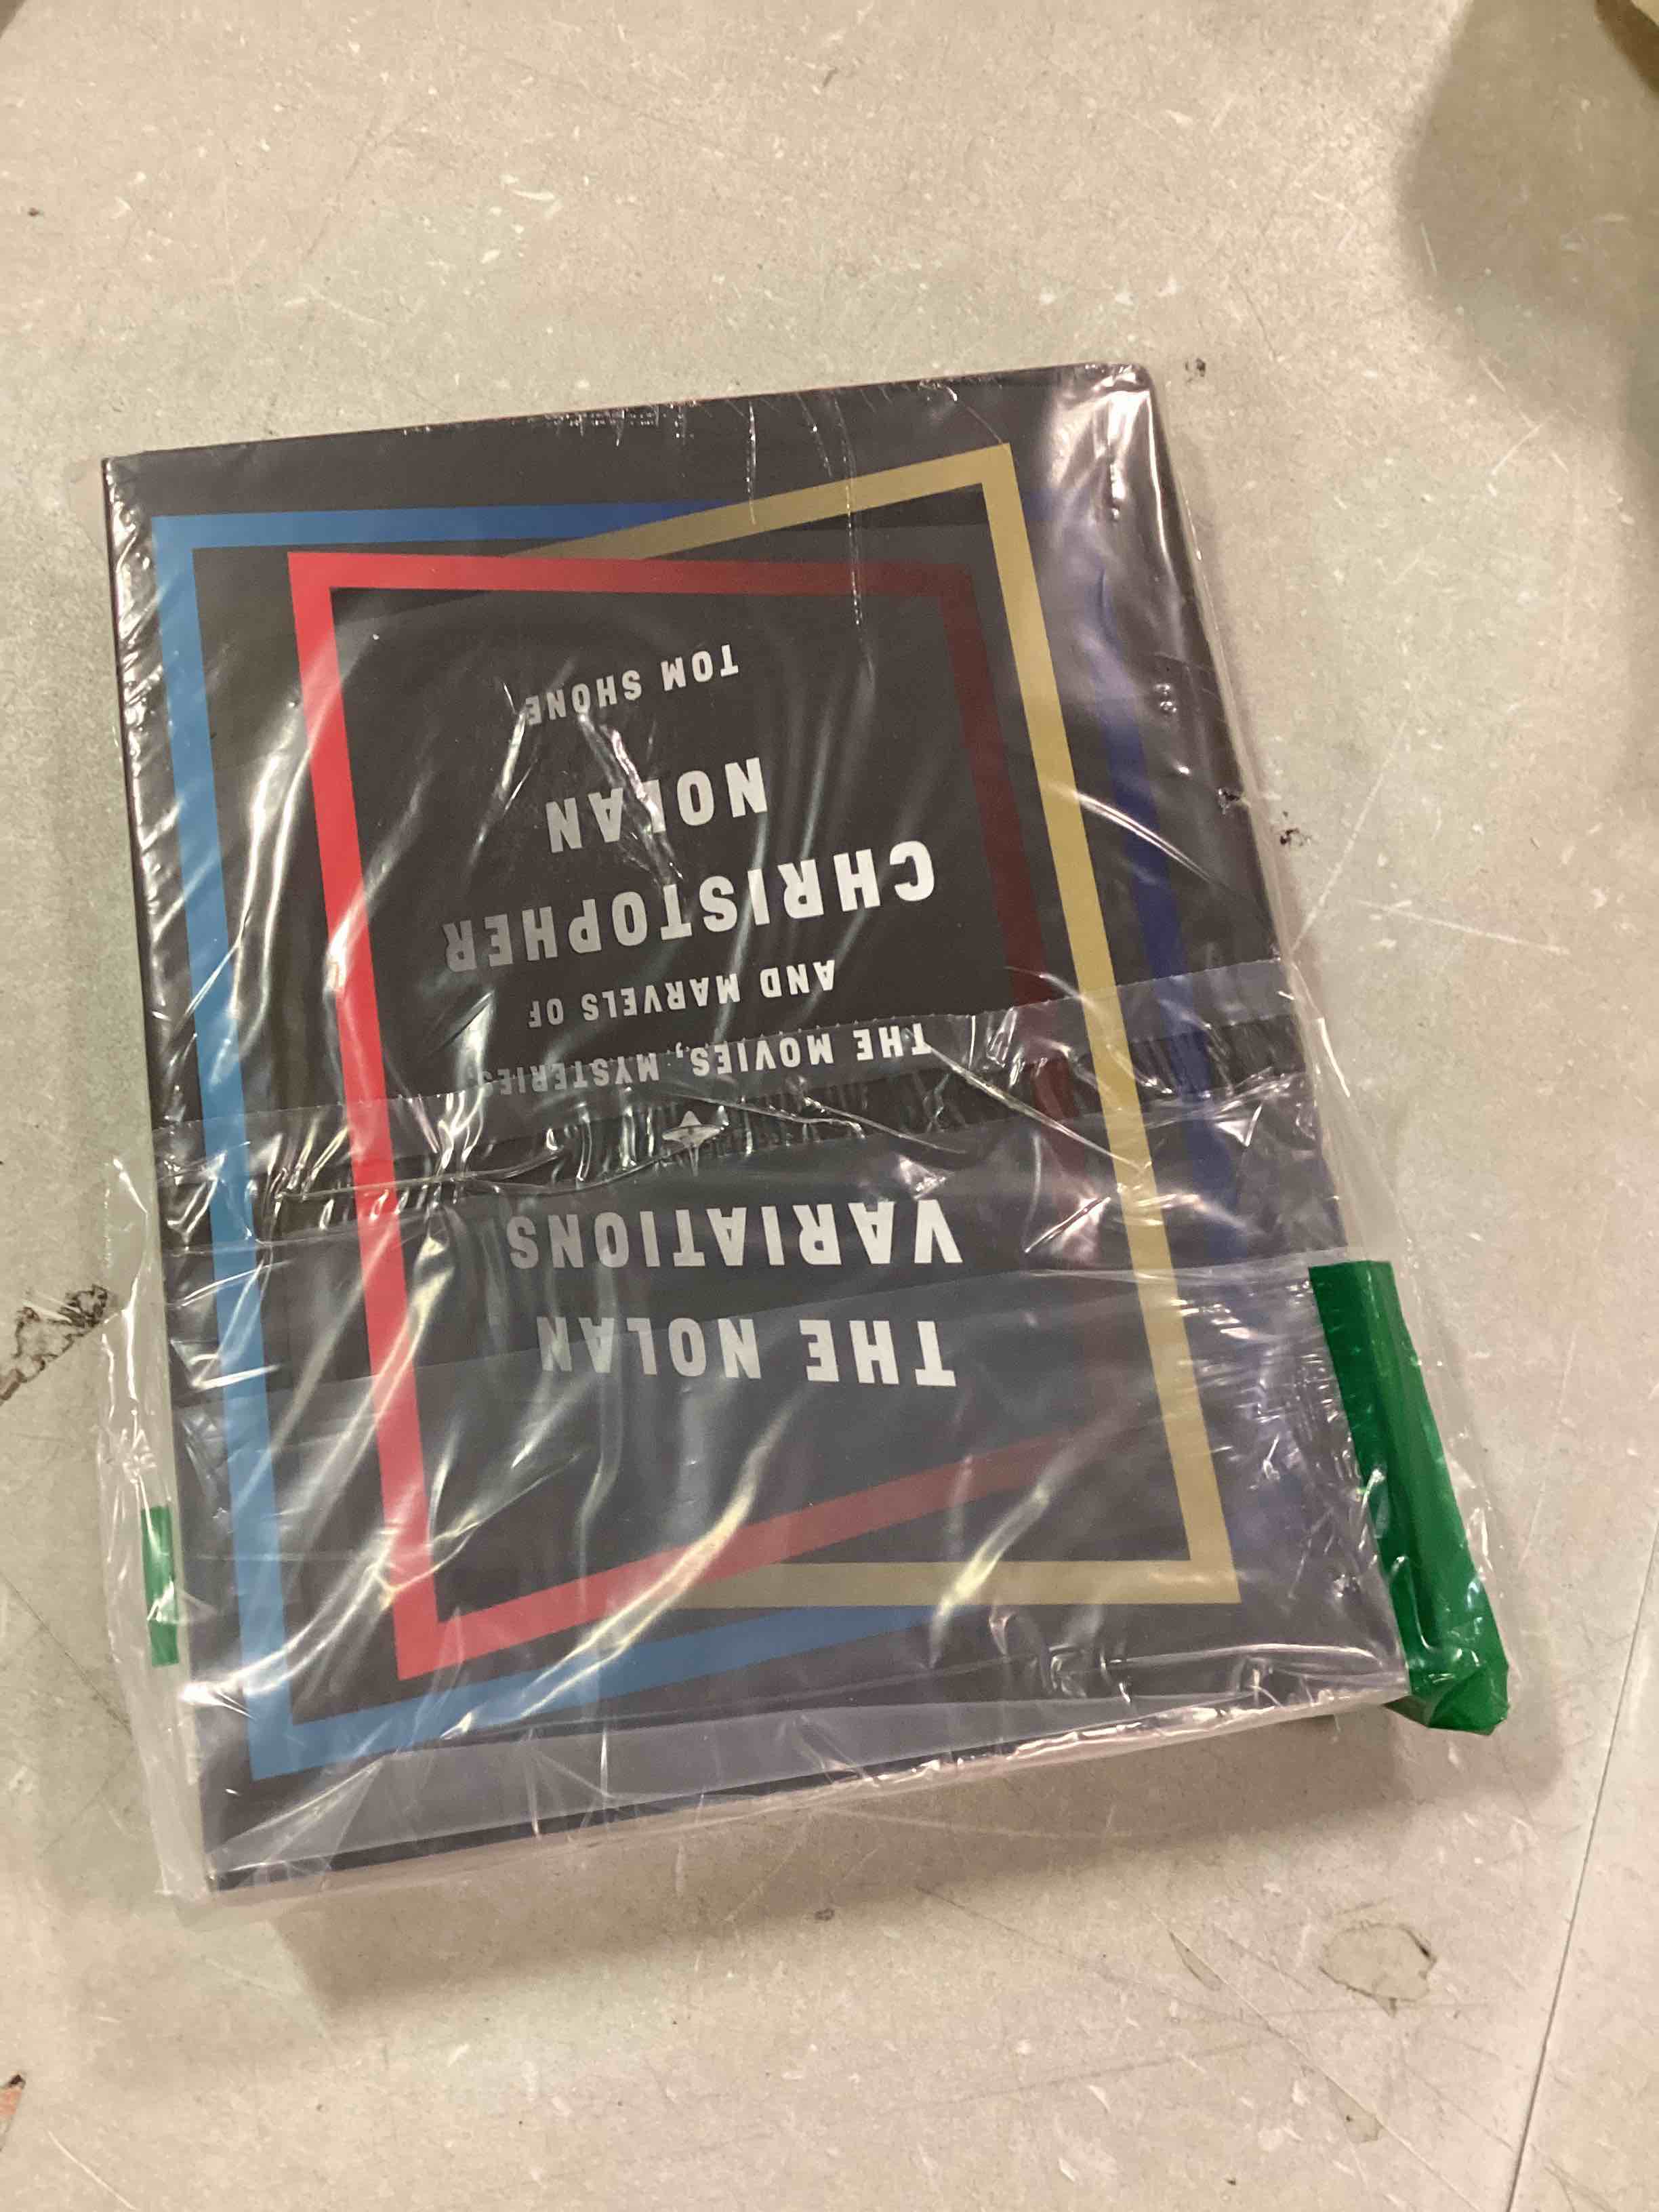 THE NOLAN
VARIATIONS
THE MOVIES, MYSTERIES,
AND MARVELS OF
CHRISTOPHER
NOLAN
TOM SHONE